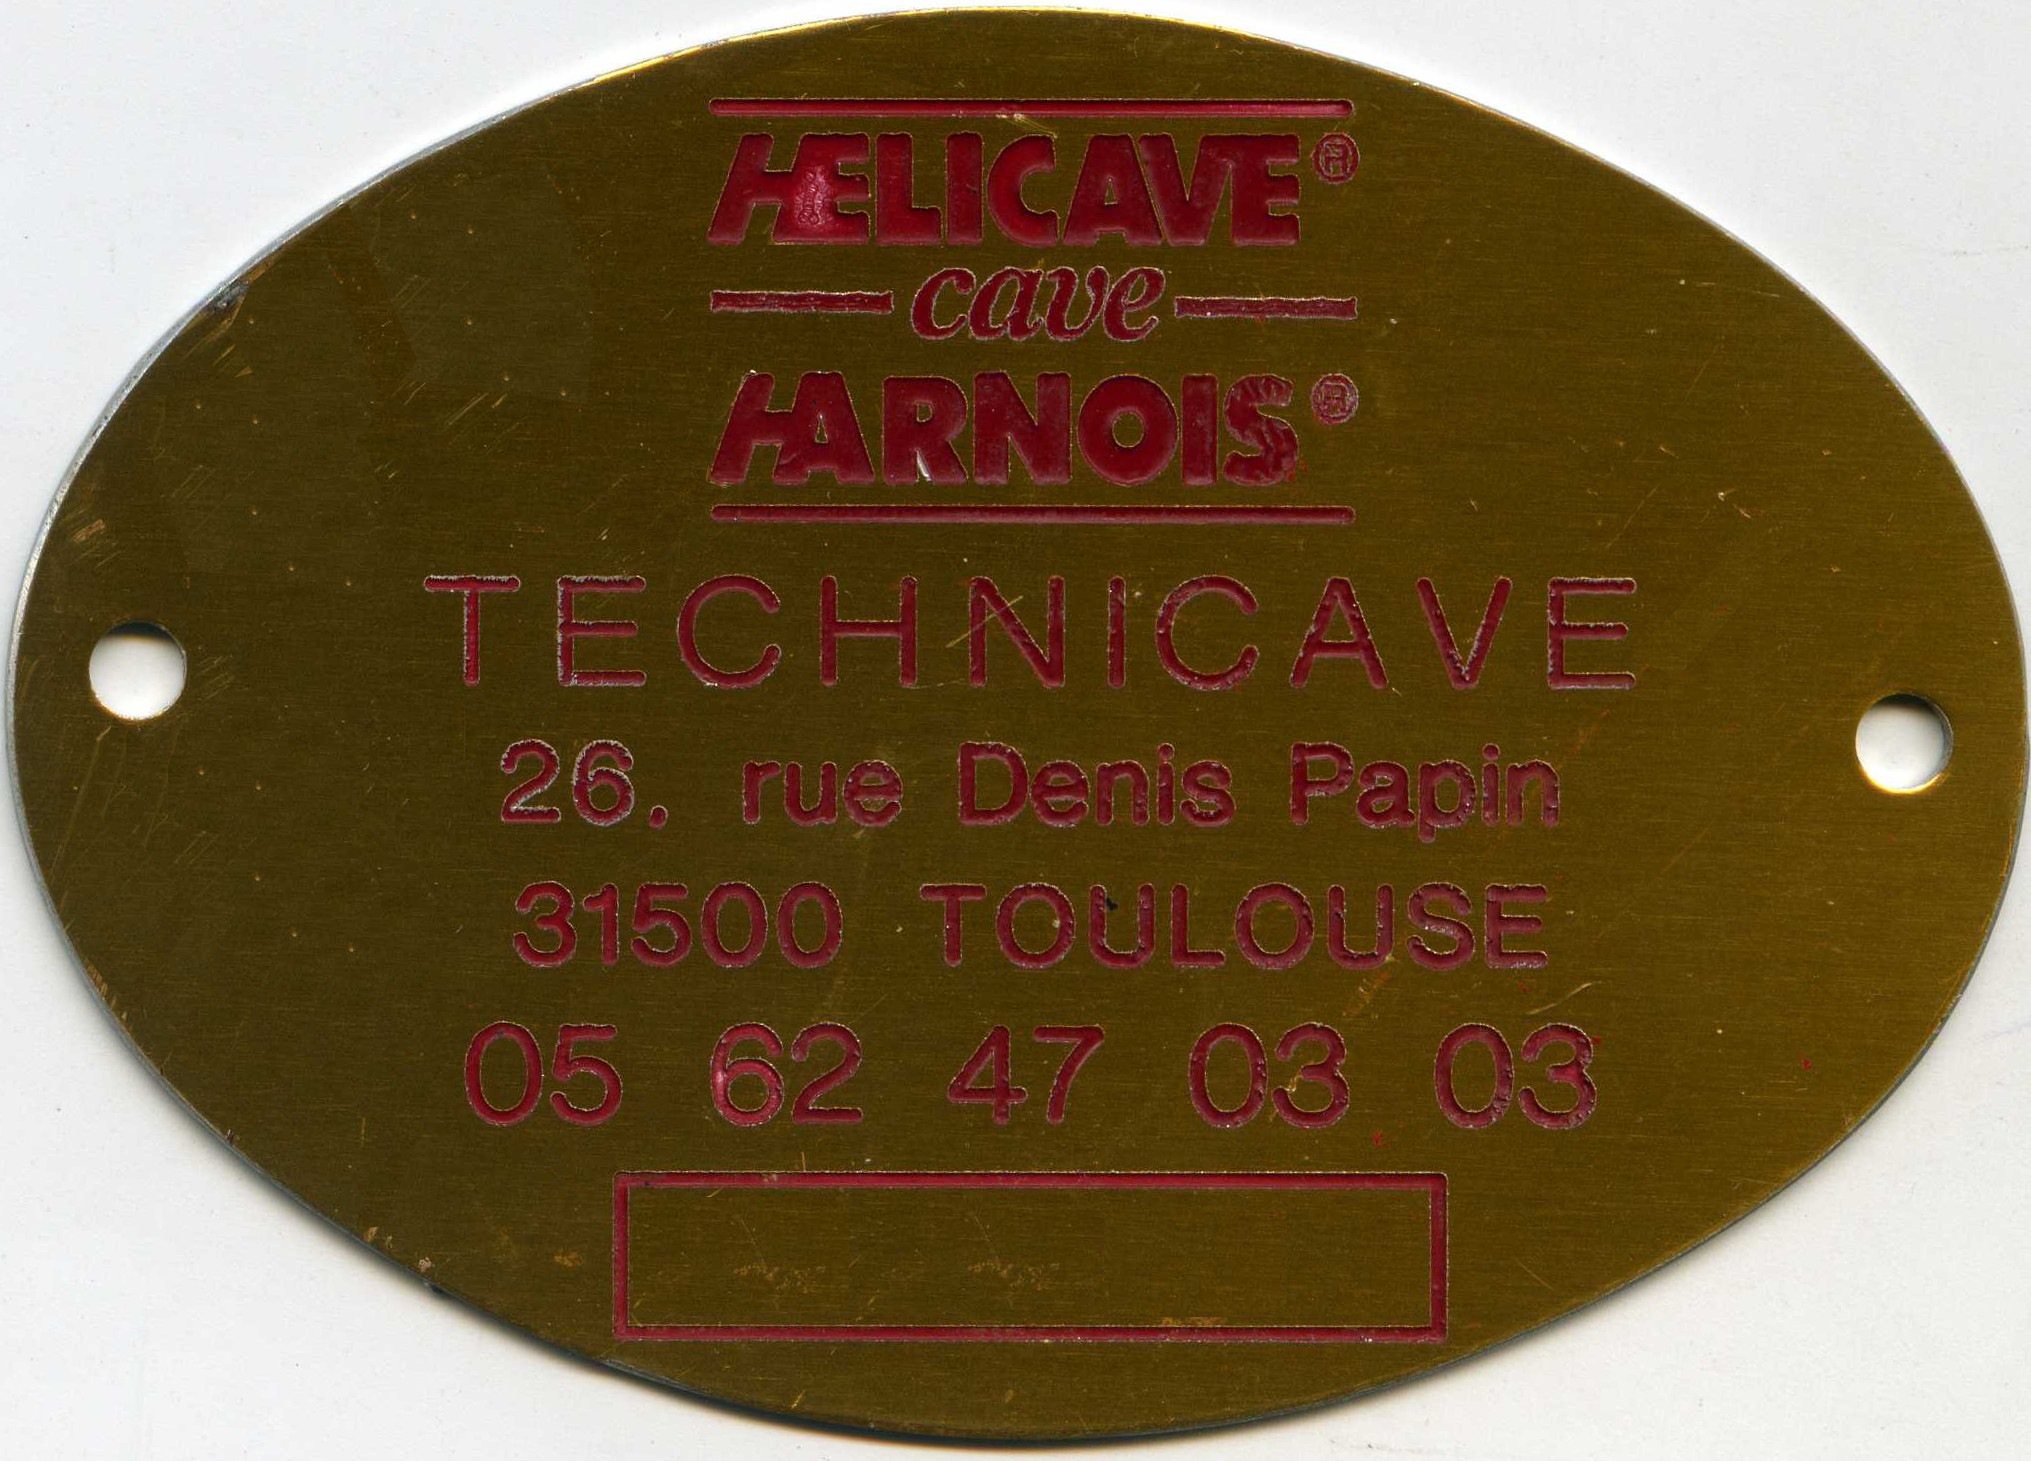 HELICAVE®
cave
HARNOIS®
TECHNICAVE
26, rue Denis Papin
31500 TOULOUSE
05 62 47 03 03